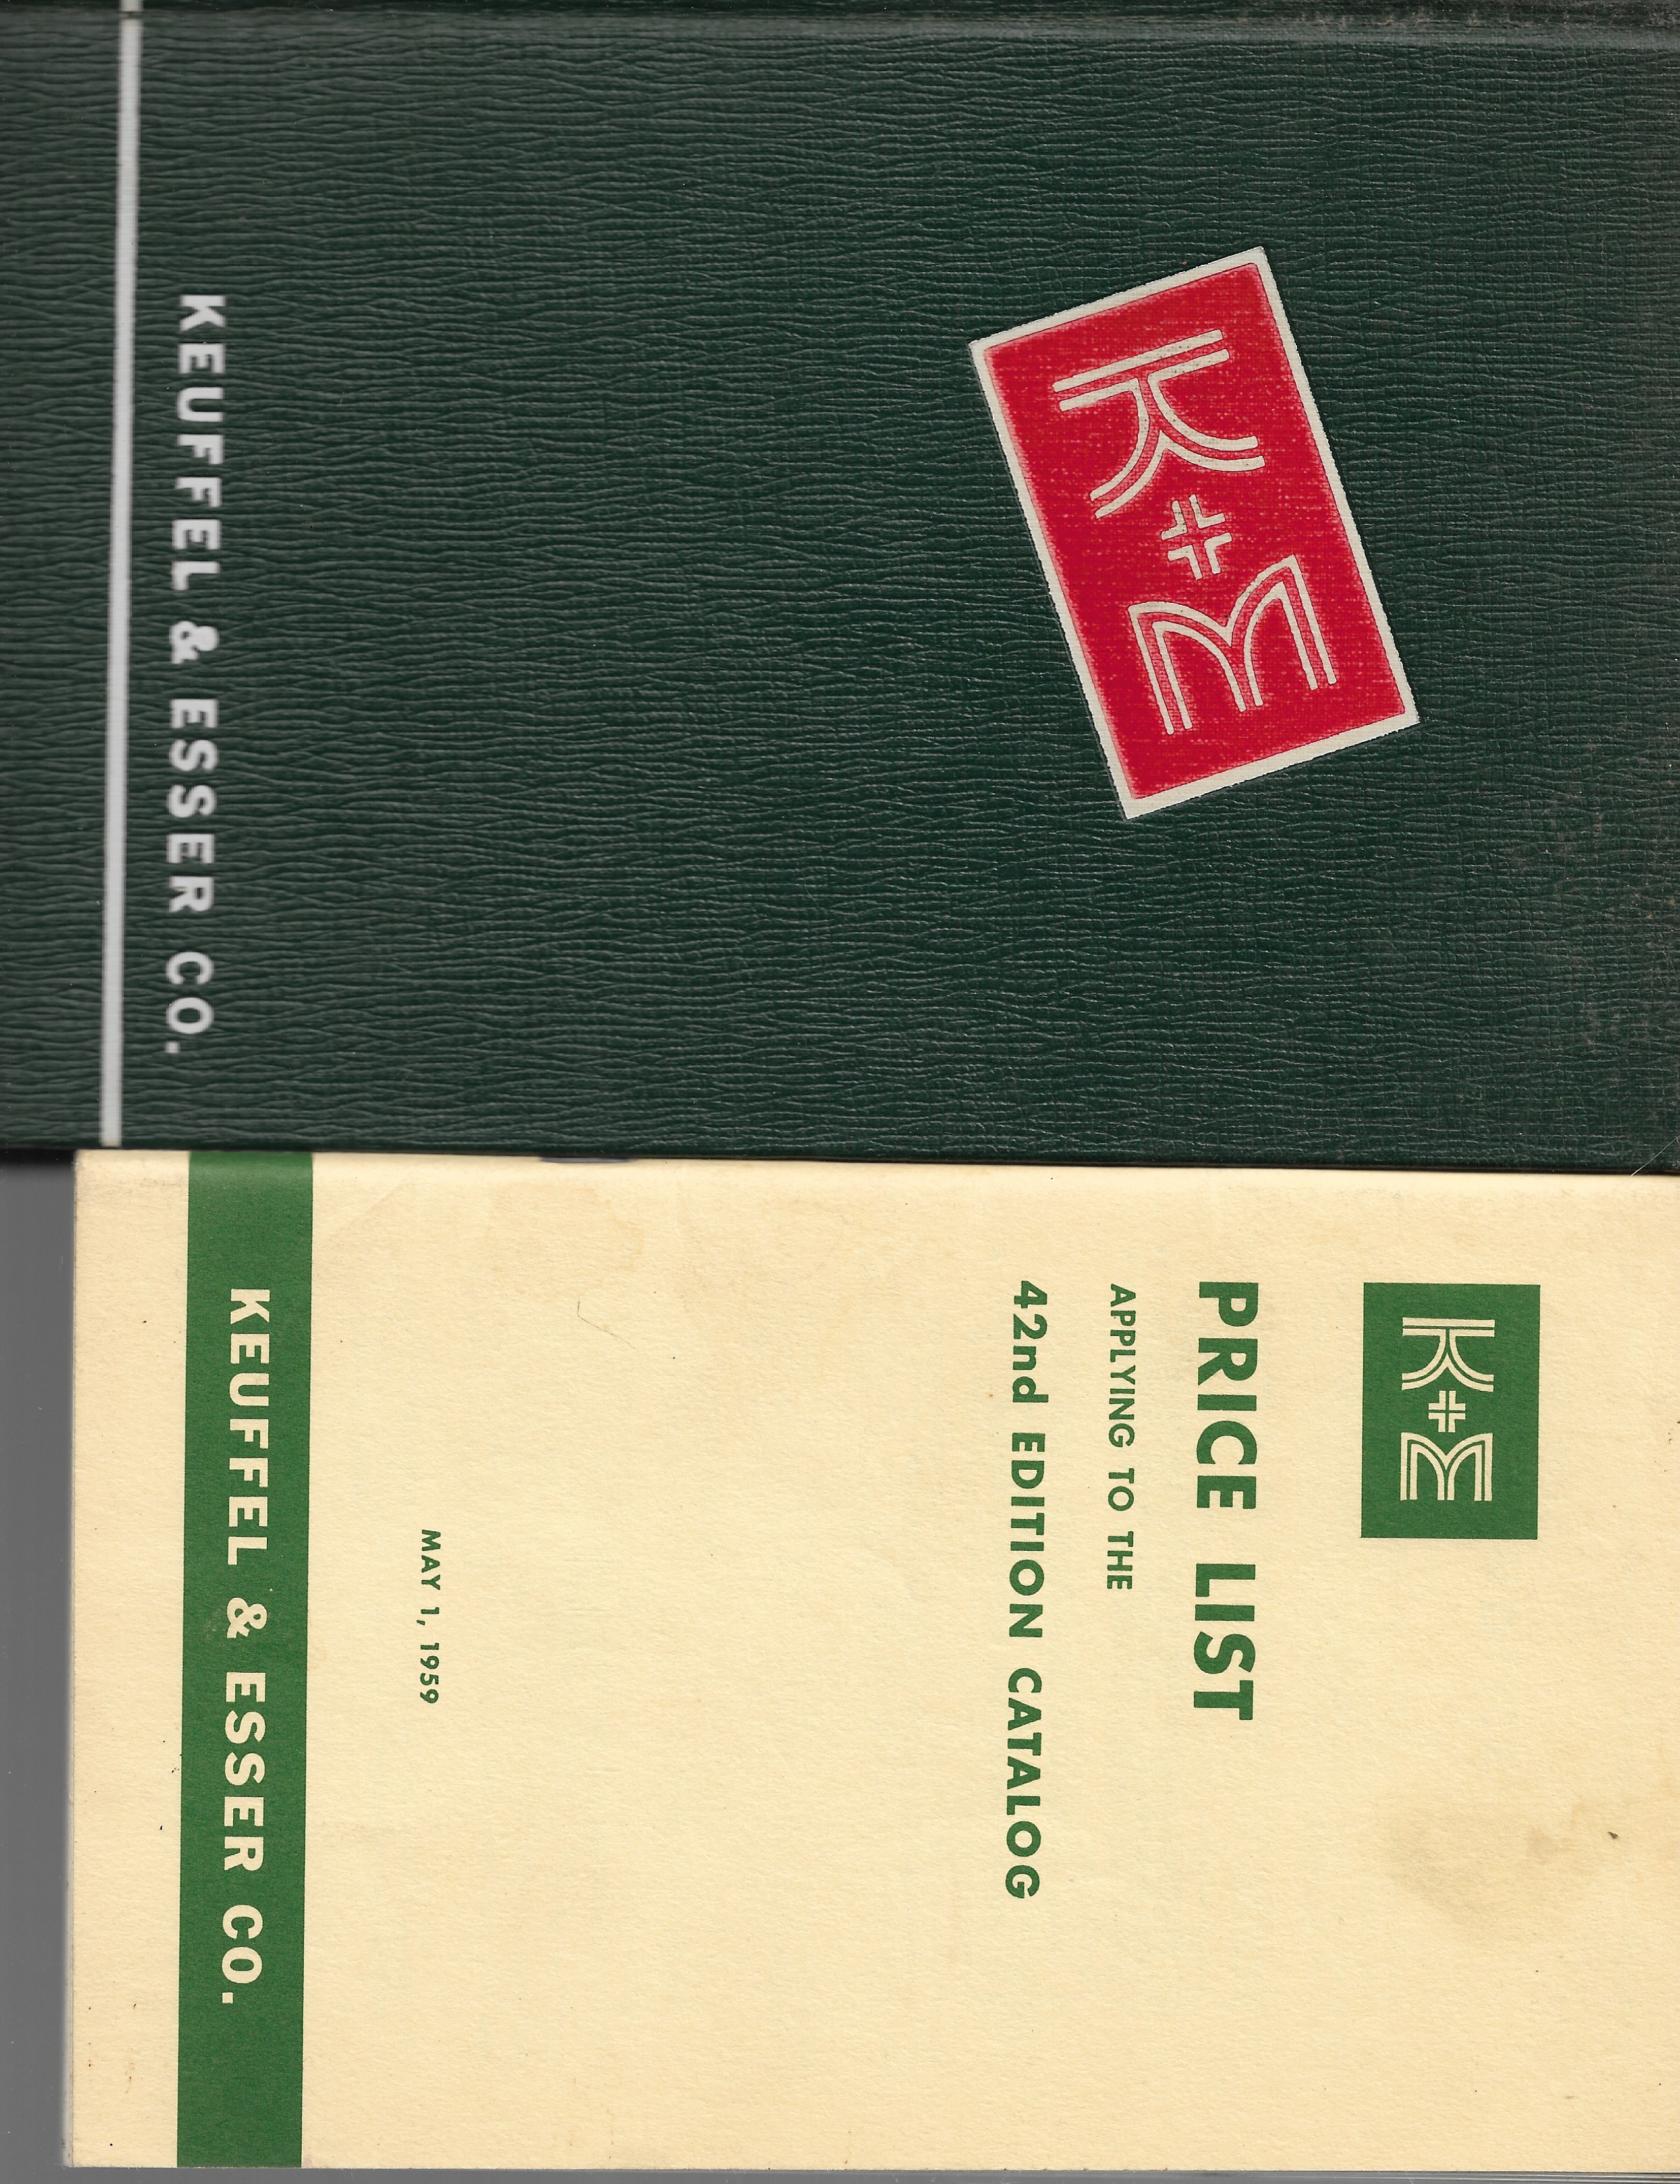 K+E
KEUFFEL & ESSER CO.
K+E
PRICE LIST
APPLYING TO THE
42nd EDITION CATALOG
MAY 1, 1959
KEUFFEL & ESSER CO.